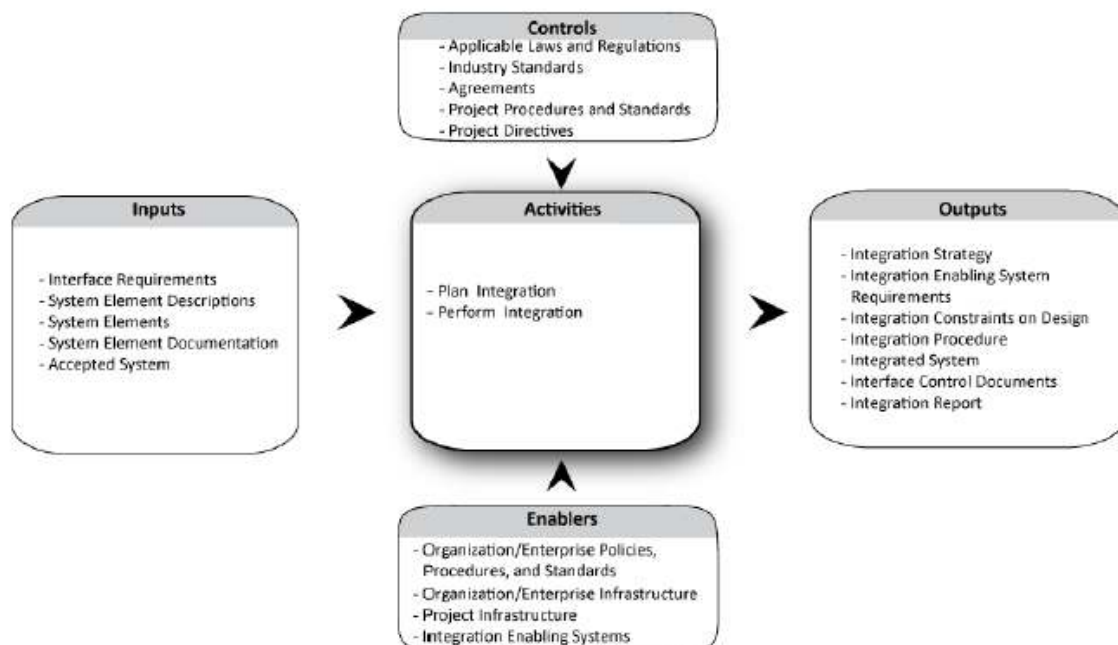 Controls
- Applicable Laws and Regulations
- Industry Standards
- Agreements
- Project Procedures and Standards
- Project Directives
Inputs
- Interface Requirements
- System Element Descriptions
- System Elements
- System Element Documentation
- Accepted System
Activities
- Plan Integration
- Perform Integration
Outputs
- Integration Strategy
- Integration Enabling System
Requirements
- Integration Constraints on Design
- Integration Procedure
- Integrated System
- Interface Control Documents
- Integration Report
Enablers
- Organization/Enterprise Policies,
Procedures, and Standards
- Organization/Enterprise Infrastructure
- Project Infrastructure
- Integration Enabling Systems